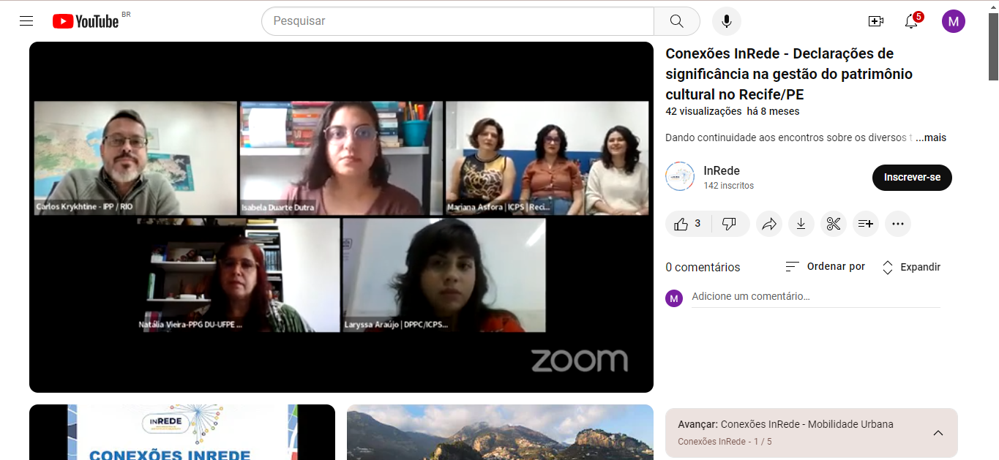 YouTube BR
Pesquisar
5
M
Conexões InRede - Declarações de
significância na gestão do patrimônio
cultural no Recife/PE
42 visualizações há 8 meses
Dando continuidade aos encontros sobre os diversos ...mais
InRede
142 inscritos
Inscrever-se
3
0 comentários
Ordenar por
Expandir
M
Adicione um comentário...
Carlos Krykhtine - IPP / RIO
Isabela Duarte Dutra
Mariana Asfora | ICPS | Reci...
Natália Vieira-PPG DU-UFPE ...
Laryssa Araújo | DPPC/ICPS...
zoom
INREDE
CONEXÕES INREDE
Avançar: Conexões InRede - Mobilidade Urbana
Conexões InRede - 1 / 5